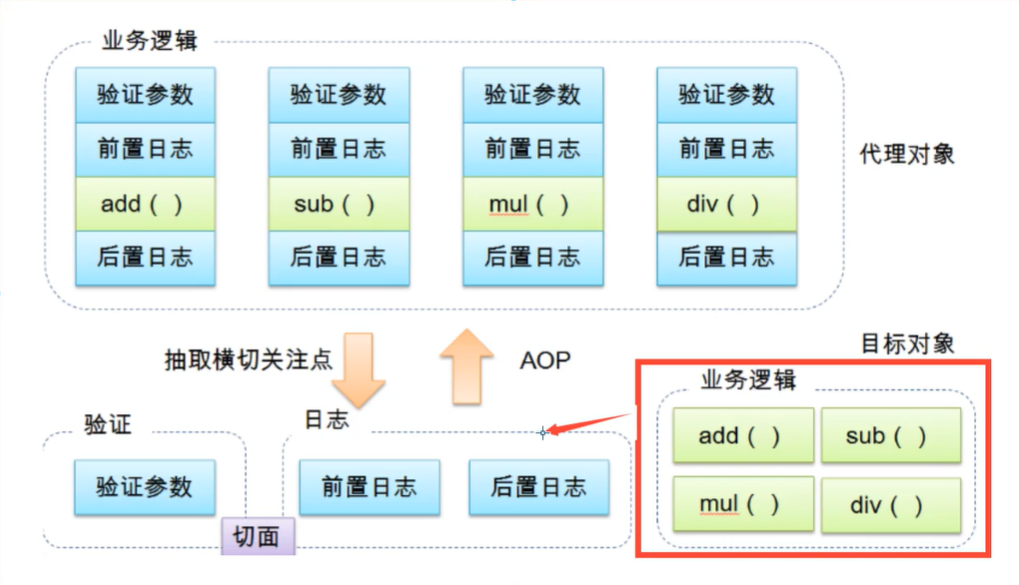 业务逻辑
验证参数 验证参数 验证参数 验证参数
前置日志 前置日志 前置日志 前置日志
代理对象
add（ ） sub（ ） mul（ ） div（ ）
后置日志 后置日志 后置日志 后置日志
抽取横切关注点 AOP
目标对象
业务逻辑
验证 日志
add（ ） sub（ ）
验证参数 前置日志 后置日志
mul（ ） div（ ）
切面